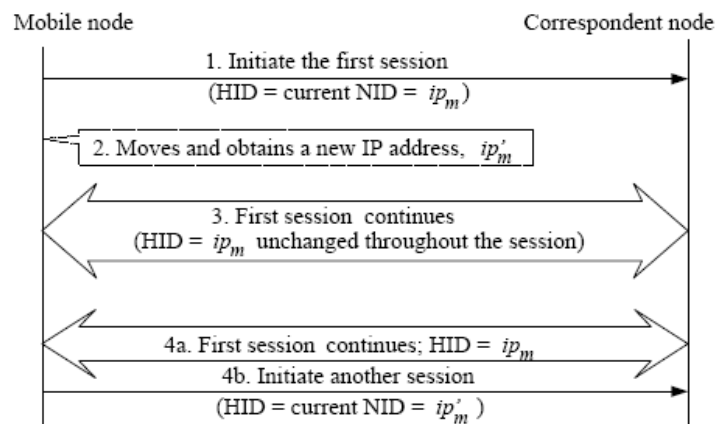 Mobile node
Correspondent node
1. Initiate the first session
(HID = current NID = ip_m)
2. Moves and obtains a new IP address, ip'_m
3. First session continues
(HID = ip_m unchanged throughout the session)
4a. First session continues; HID = ip_m
4b. Initiate another session
(HID = current NID = ip'_m )